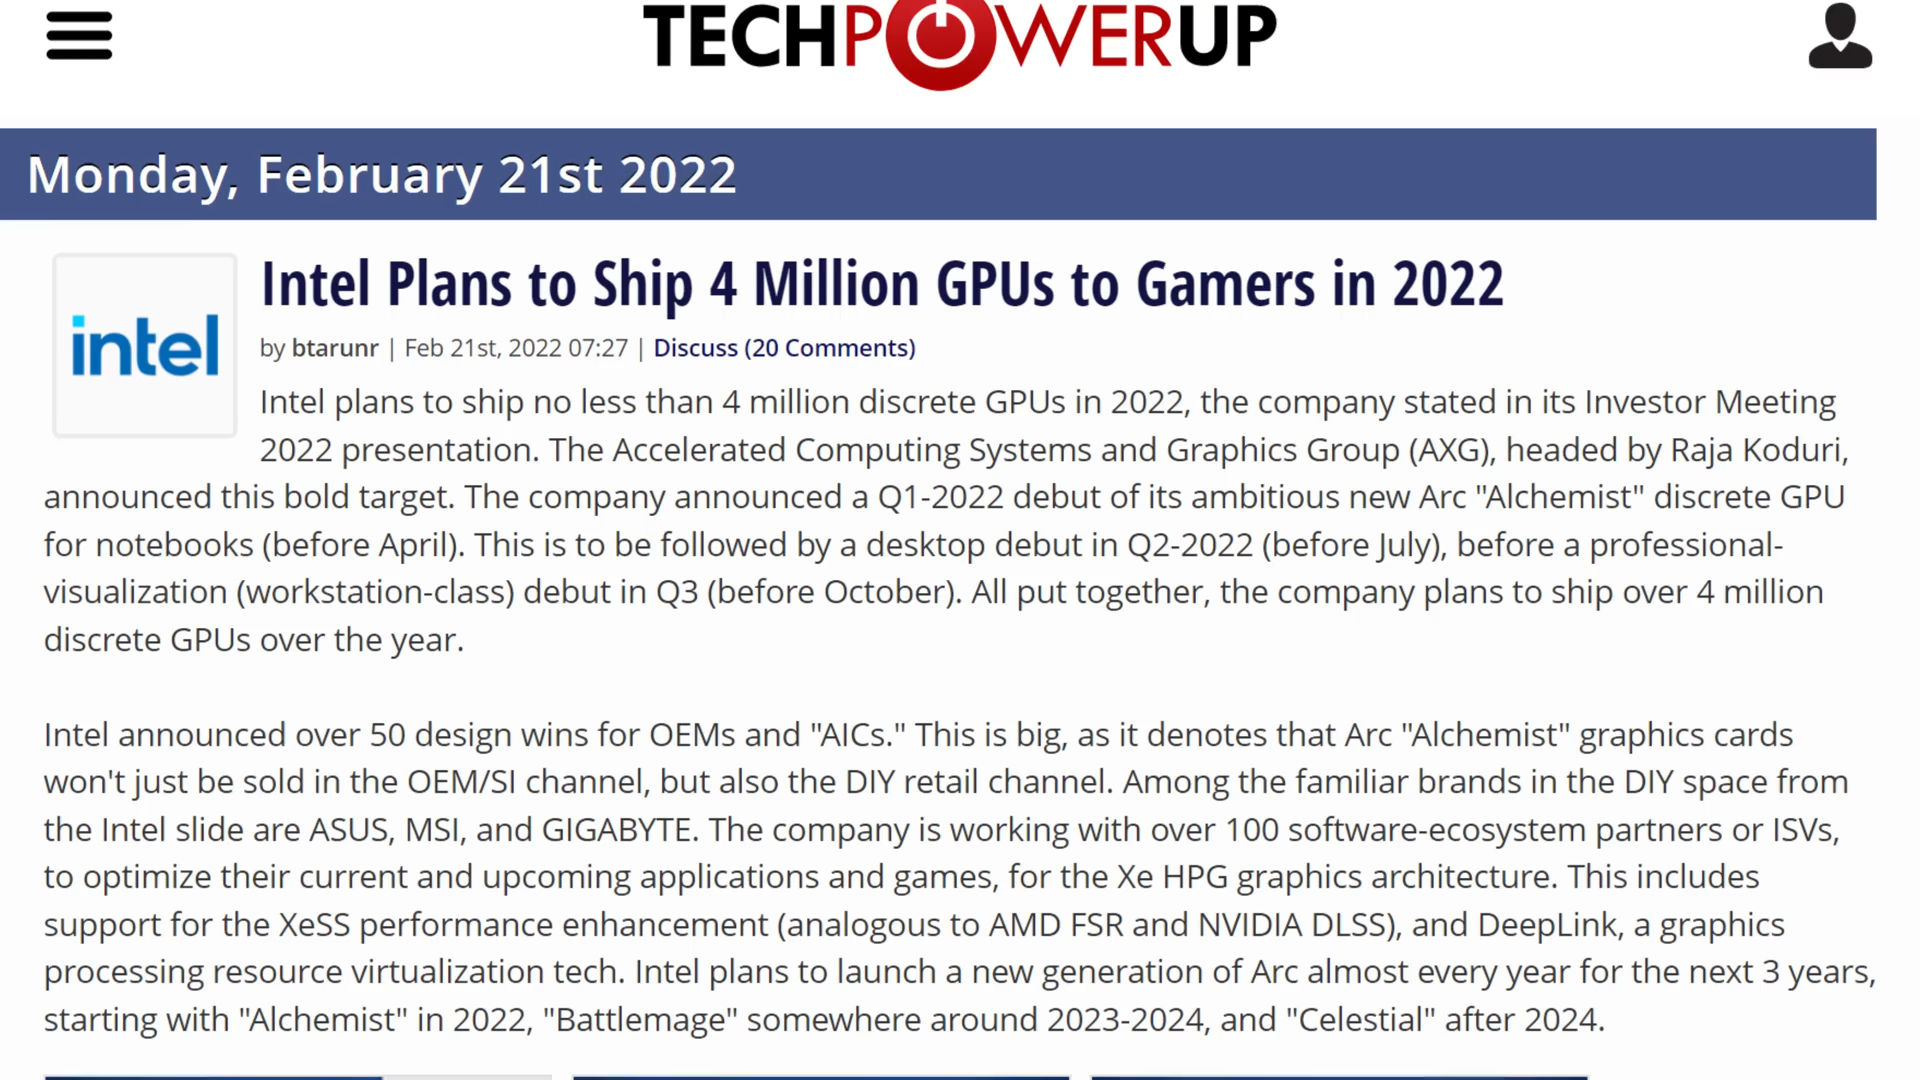 TECHPOWERUP
Monday, February 21st 2022
intel
Intel Plans to Ship 4 Million GPUs to Gamers in 2022
by btarunr | Feb 21st, 2022 07:27 | Discuss (20 Comments)
Intel plans to ship no less than 4 million discrete GPUs in 2022, the company stated in its Investor Meeting
2022 presentation. The Accelerated Computing Systems and Graphics Group (AXG), headed by Raja Koduri,
announced this bold target. The company announced a Q1-2022 debut of its ambitious new Arc "Alchemist" discrete GPU
for notebooks (before April). This is to be followed by a desktop debut in Q2-2022 (before July), before a professional-
visualization (workstation-class) debut in Q3 (before October). All put together, the company plans to ship over 4 million
discrete GPUs over the year.
Intel announced over 50 design wins for OEMs and "AICs." This is big, as it denotes that Arc "Alchemist" graphics cards
won't just be sold in the OEM/SI channel, but also the DIY retail channel. Among the familiar brands in the DIY space from
the Intel slide are ASUS, MSI, and GIGABYTE. The company is working with over 100 software-ecosystem partners or ISVs,
to optimize their current and upcoming applications and games, for the Xe HPG graphics architecture. This includes
support for the XeSS performance enhancement (analogous to AMD FSR and NVIDIA DLSS), and DeepLink, a graphics
processing resource virtualization tech. Intel plans to launch a new generation of Arc almost every year for the next 3 years,
starting with "Alchemist" in 2022, "Battlemage" somewhere around 2023-2024, and "Celestial" after 2024.